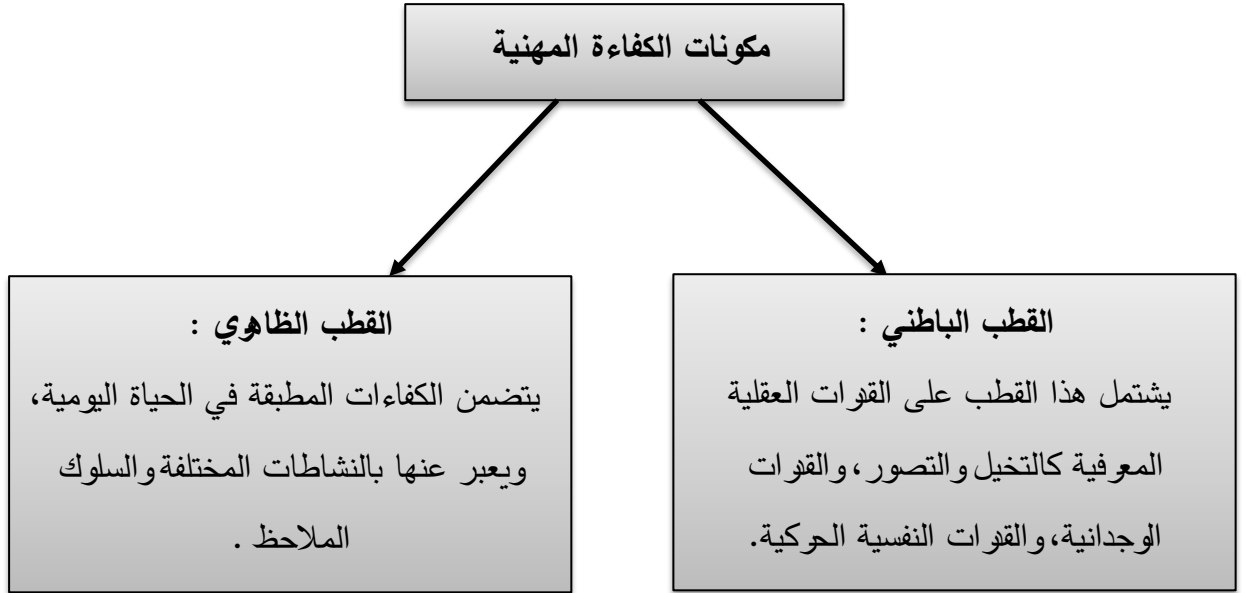 مكونات الكفاءة المهنية
القطب الباطني :
يشتمل هذا القطب على القدرات العقلية
المعرفية كالتخيل والتصور، والقدرات
الوجدانية، والقدرات النفسية الحركية.
القطب الظاهري :
يتضمن الكفاءات المطبقة في الحياة اليومية،
ويعبر عنها بالنشاطات المختلفة والسلوك
الملاحظ .